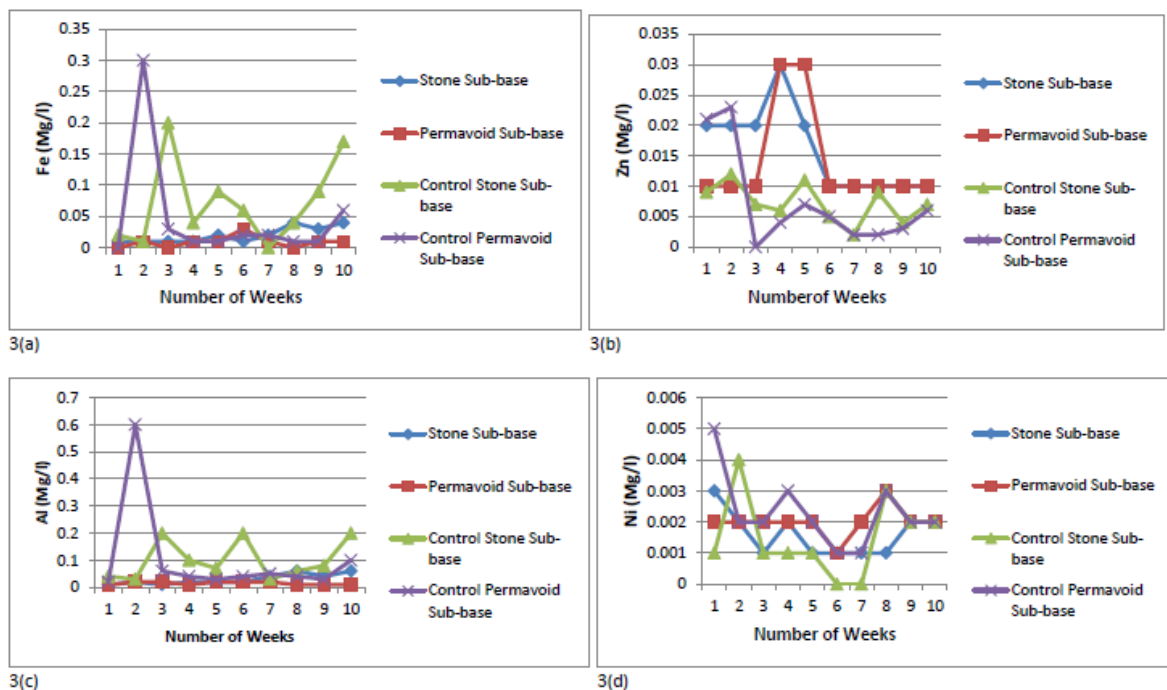 0.35
0.3
0.25
0.2
0.15
0.1
0.05
0
Fe (Mg/l)
1 2 3 4 5 6 7 8 9 10
Number of Weeks
Stone Sub-base
Permavoid Sub-base
Control Stone Sub-
base
Control Permavoid
Sub-base
3(a)
0.035
0.03
0.025
0.02
0.015
0.01
0.005
0
Zn (Mg/l)
1 2 3 4 5 6 7 8 9 10
Numberof Weeks
Stone Sub-base
Permavoid Sub-base
Control Stone Sub-
base
Control Permavoid
Sub-base
3(b)
0.7
0.6
0.5
0.4
0.3
0.2
0.1
0
Al (Mg/l)
1 2 3 4 5 6 7 8 9 10
Number of Weeks
Stone Sub-base
Permavoid Sub-base
Control Stone Sub-
base
Control Permavoid
Sub-base
3(c)
0.006
0.005
0.004
0.003
0.002
0.001
0
Ni (Mg/l)
1 2 3 4 5 6 7 8 9 10
Number of Weeks
Stone Sub-base
Permavoid Sub-base
Control Stone Sub-
base
Control Permavoid
Sub-base
3(d)